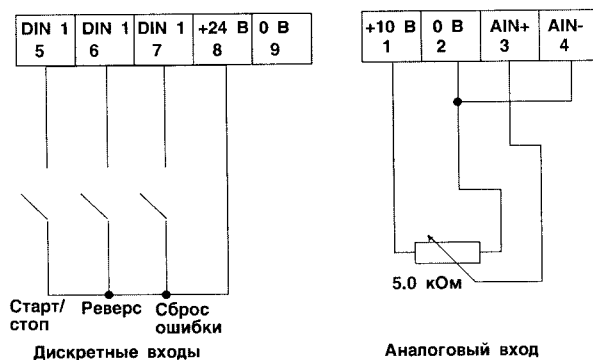 DIN 1 DIN 1 DIN 1 +24 В 0 В
5 6 7 8 9
+10 В 0 В AIN+ AIN-
1 2 3 4
5.0 кОм
Старт/стоп
Реверс
Сброс
ошибки
Дискретные входы
Аналоговый вход